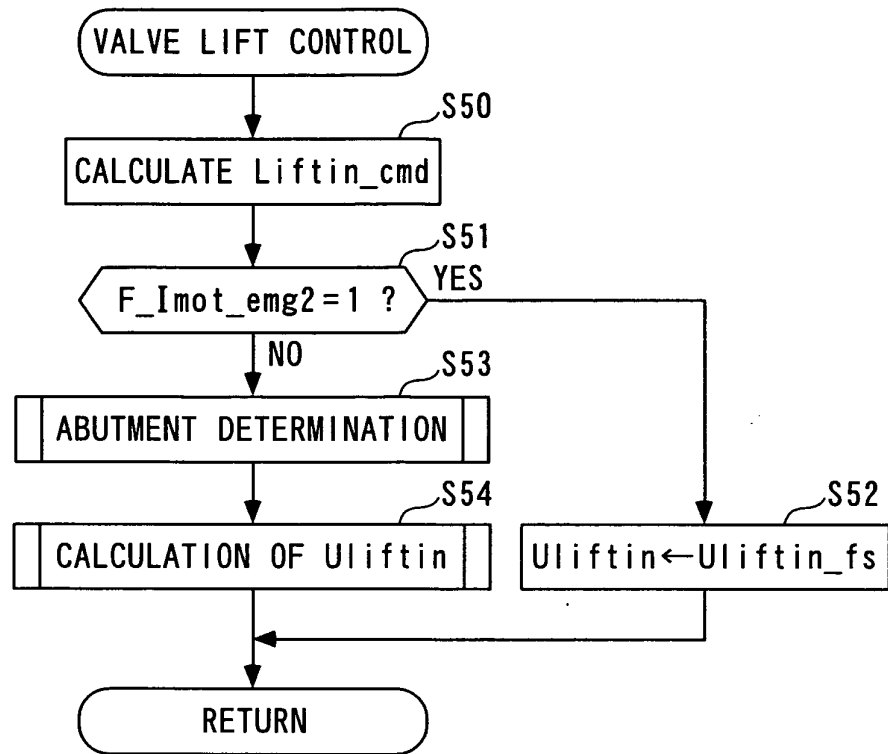 VALVE LIFT CONTROL
S50
CALCULATE Liftin_cmd
S51
F_Imot_emg2=1 ?
YES
NO
S53
ABUTMENT DETERMINATION
S54
CALCULATION OF Uliftin
S52
Uliftin←Uliftin_fs
RETURN